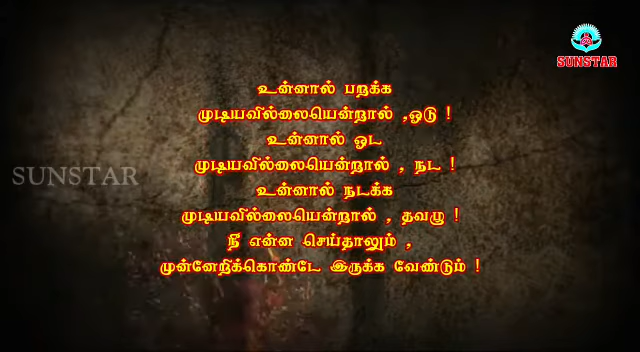 SUNSTAR
உன்னால் பறக்க
முடியவில்லையென்றால் ,ஓடு !
உன்னால் ஓட
முடியவில்லையென்றால் , நட !
SUNSTAR
உன்னால் நடக்க
முடியவில்லையென்றால் , தவழு !
நீ என்ன செய்தாலும் ,
முன்னேறிக்கொண்டே இருக்க வேண்டும் !